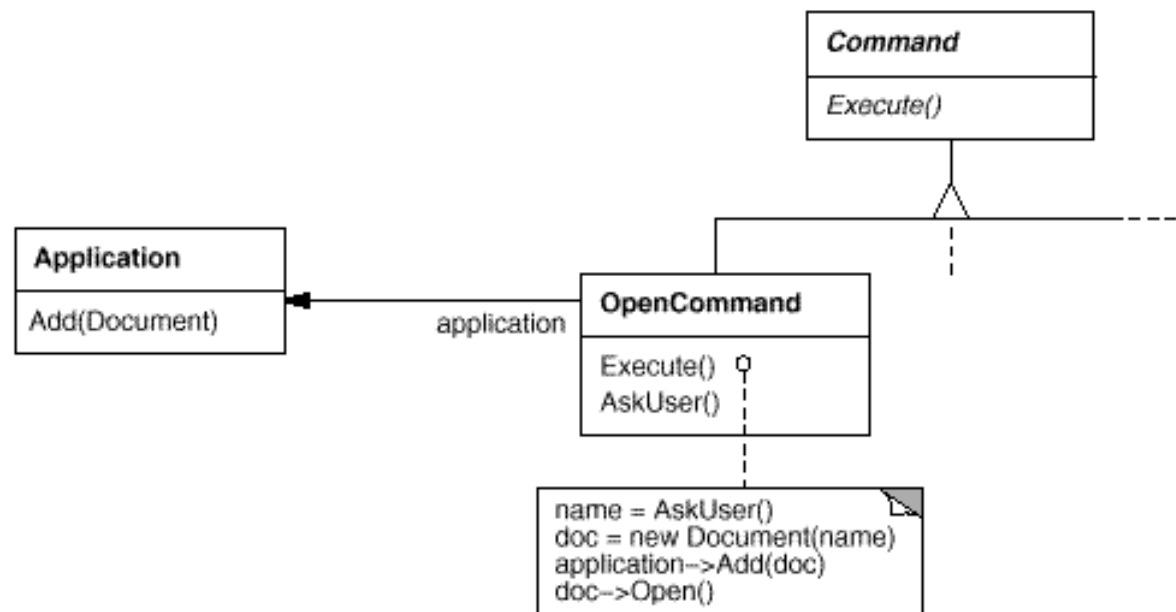 Command
Execute()
Application
Add(Document)
application
OpenCommand
Execute()
AskUser()
name = AskUser()
doc = new Document(name)
application->Add(doc)
doc->Open()